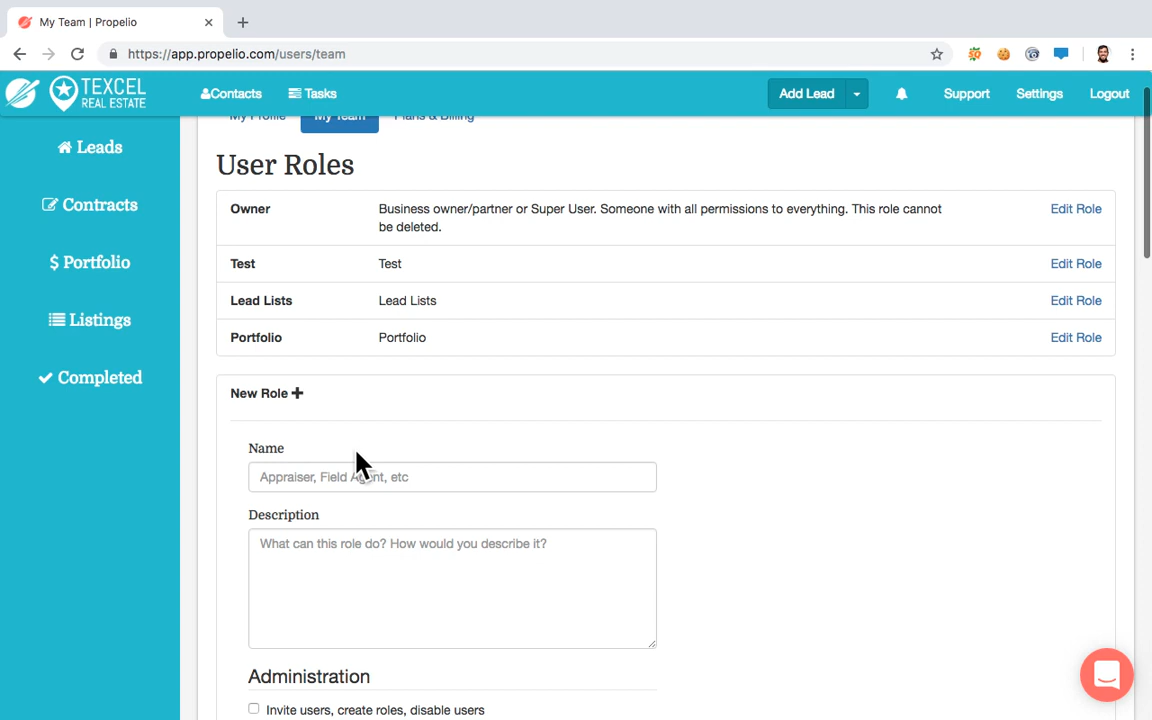 My Team | Propelio
https://app.propelio.com/users/team
TEXCEL
REAL ESTATE
Contacts
Tasks
Add Lead
Support
Settings
Logout
My Profile
My Team
Plans & Billing
Leads
Contracts
$ Portfolio
Listings
Completed
User Roles
Owner
Business owner/partner or Super User. Someone with all permissions to everything. This role cannot
be deleted.
Edit Role
Test
Test
Edit Role
Lead Lists
Lead Lists
Edit Role
Portfolio
Portfolio
Edit Role
New Role
Name
Appraiser, Field Agent, etc
Description
What can this role do? How would you describe it?
Administration
Invite users, create roles, disable users